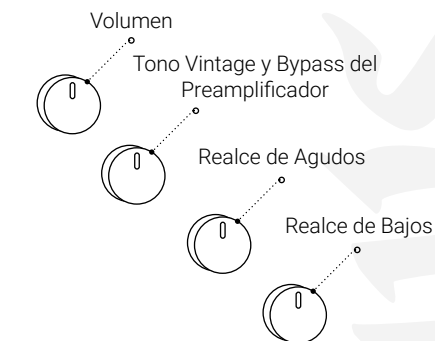 Volumen
Tono Vintage y Bypass del
Preamplificador
Realce de Agudos
Realce de Bajos